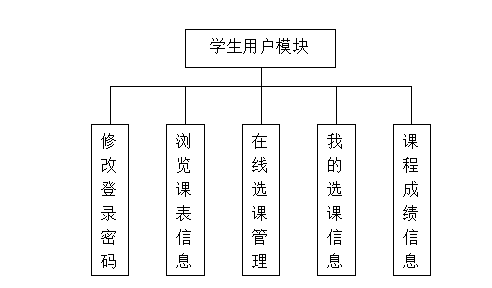 学生用户模块
修改登录密码
浏览课表信息
在线选课管理
我的选课信息
课程成绩信息